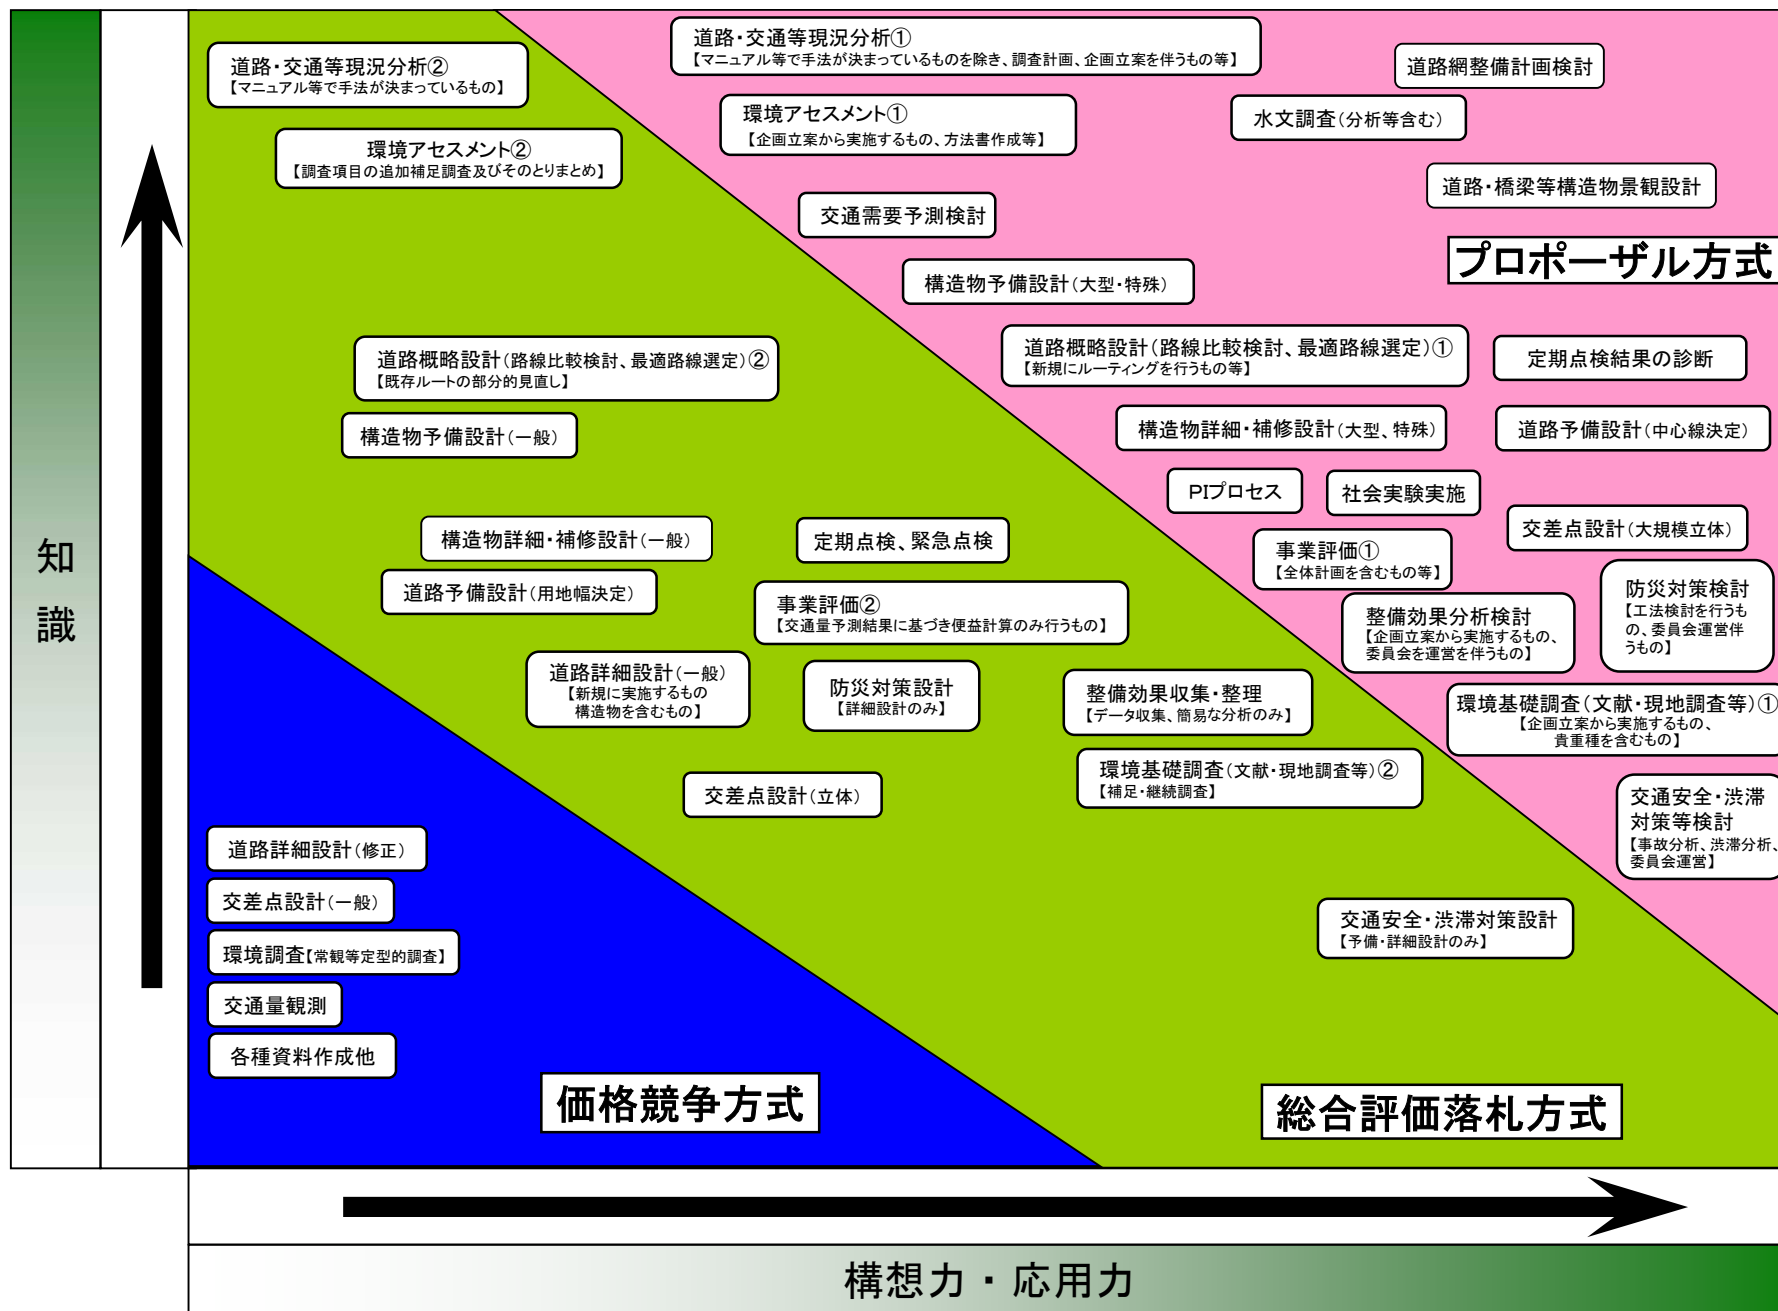 道路・交通等現況分析①
【マニュアル等で手法が決まっているものを除き、調査計画、企画立案を伴うもの等】
道路・交通等現況分析②
【マニュアル等で手法が決まっているもの】
道路網整備計画検討
環境アセスメント①
【企画立案から実施するもの、方法書作成等】
水文調査(分析等含む)
環境アセスメント②
【調査項目の追加補足調査及びそのとりまとめ】
道路・橋梁等構造物景観設計
交通需要予測検討
プロポーザル方式
構造物予備設計(大型・特殊)
道路概略設計(路線比較検討、最適路線選定)①
【新規にルーティングを行うもの等】
定期点検結果の診断
道路概略設計(路線比較検討、最適路線選定)②
【既存ルートの部分的見直し】
構造物予備設計(一般)
構造物詳細・補修設計(大型、特殊)
道路予備設計(中心線決定)
PIプロセス
社会実験実施
構造物詳細・補修設計(一般)
定期点検、緊急点検
交差点設計(大規模立体)
事業評価①
【全体計画を含むもの等】
道路予備設計(用地幅決定)
事業評価②
【交通量予測結果に基づき便益計算のみ行うもの】
整備効果分析検討
【企画立案から実施するもの、
委員会を運営を伴うもの】
防災対策検討
【工法検討を行うも
の、委員会運営伴
うもの】
道路詳細設計(一般)
【新規に実施するもの
構造物を含むもの】
防災対策設計
【詳細設計のみ】
整備効果収集・整理
【データ収集、簡易な分析のみ】
環境基礎調査(文献・現地調査等)①
【企画立案から実施するもの、
貴重種を含むもの】
環境基礎調査(文献・現地調査等)②
【補足・継続調査】
交差点設計(立体)
交通安全・渋滞
対策等検討
【事故分析、渋滞分析、
委員会運営】
道路詳細設計(修正)
交差点設計(一般)
交通安全・渋滞対策設計
【予備・詳細設計のみ】
環境調査【常観等定型的調査】
交通量観測
各種資料作成他
価格競争方式
総合評価落札方式
知
識
構想力・応用力